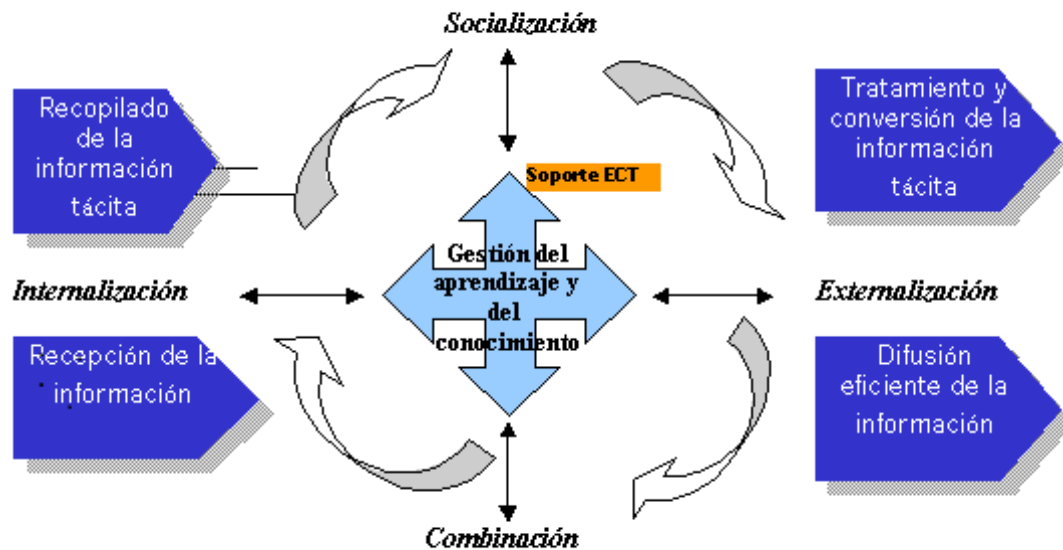 Socialización
Recopilado
de la
información
tácita
Tratamiento y
conversión de la
información
tácita
Soporte ECT
Gestión del
aprendizaje y
del
conocimiento
Internalización
Externalización
Recepción de la
información
Difusión
eficiente de la
información
Combinación